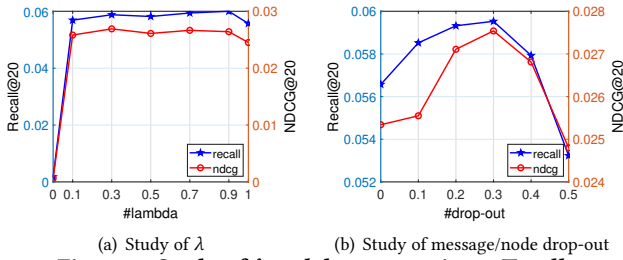 0.06
0.04
0.02
0
0.03
0.02
0.01
0
Recall@20
NDCG@20
recall
ndcg
0 0.1 0.3 0.5 0.7 0.9 1
#lambda
(a) Study of λ
0.06
0.058
0.056
0.054
0.052
0.028
0.027
0.026
0.025
0.024
Recall@20
NDCG@20
recall
ndcg
0 0.1 0.2 0.3 0.4 0.5
#drop-out
(b) Study of message/node drop-out